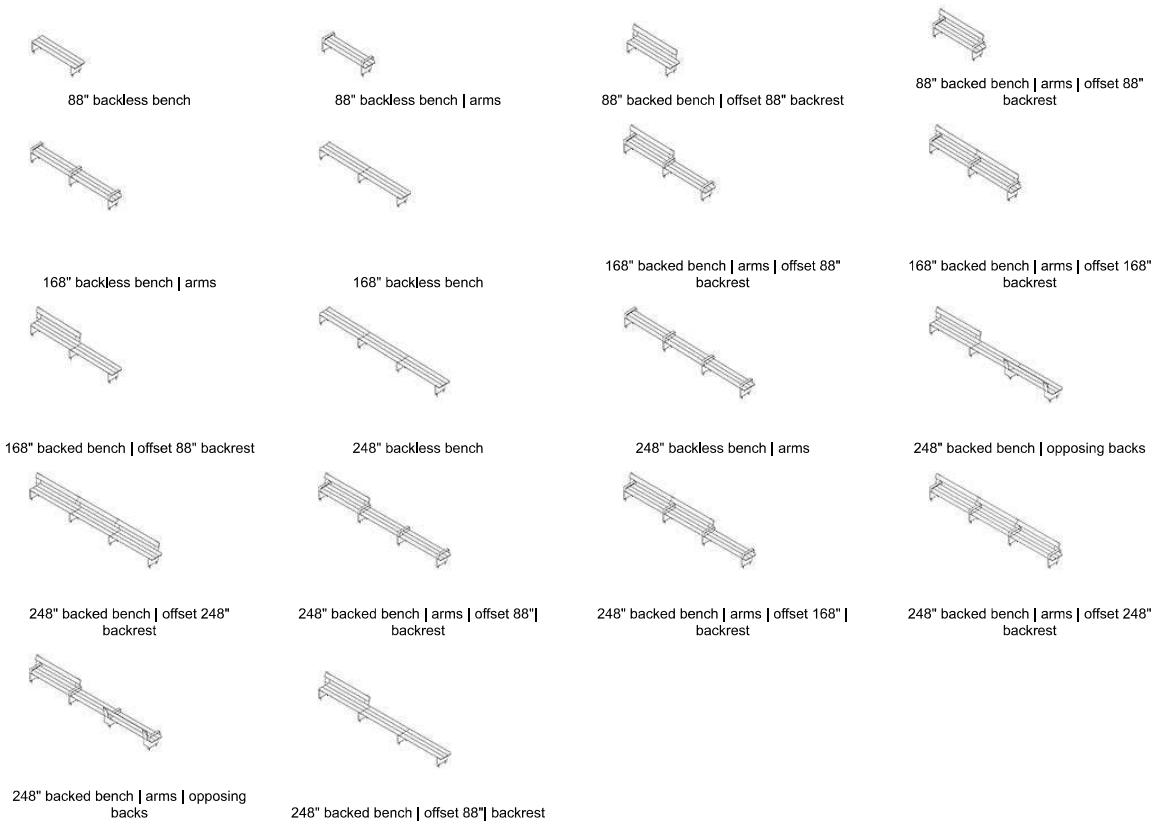 88" backless bench
88" backless bench | arms
88" backed bench | offset 88" backrest
88" backed bench | arms | offset 88"
backrest
168" backless bench | arms
168" backless bench
168" backed bench | arms | offset 88"
backrest
168" backed bench | arms | offset 168"
backrest
168" backed bench | offset 88" backrest
248" backless bench
248" backless bench | arms
248" backed bench | opposing backs
248" backed bench | offset 248"
backrest
248" backed bench | arms | offset 88"|
backrest
248" backed bench | arms | offset 168" |
backrest
248" backed bench | arms | offset 248"
backrest
248" backed bench | arms | opposing
backs
248" backed bench | offset 88"| backrest